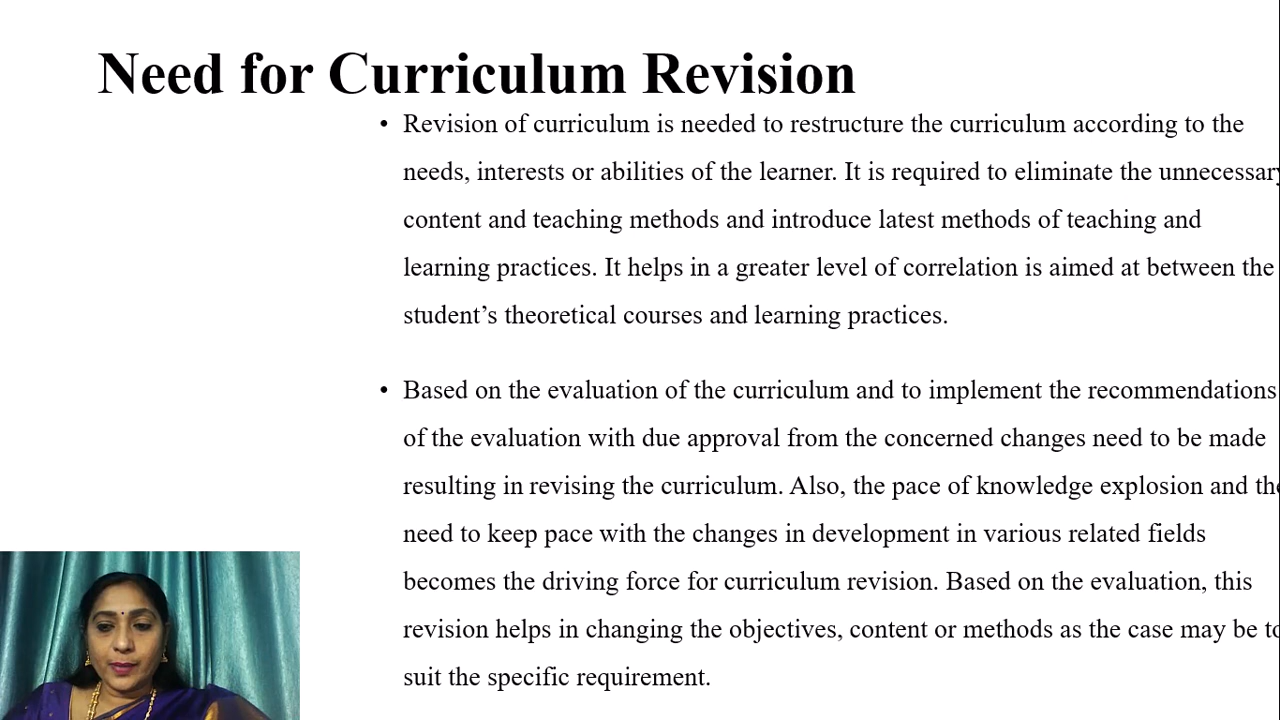 Need for Curriculum Revision
• Revision of curriculum is needed to restructure the curriculum according to the
needs, interests or abilities of the learner. It is required to eliminate the unnecessary
content and teaching methods and introduce latest methods of teaching and
learning practices. It helps in a greater level of correlation is aimed at between the
student’s theoretical courses and learning practices.
• Based on the evaluation of the curriculum and to implement the recommendations
of the evaluation with due approval from the concerned changes need to be made
resulting in revising the curriculum. Also, the pace of knowledge explosion and the
need to keep pace with the changes in development in various related fields
becomes the driving force for curriculum revision. Based on the evaluation, this
revision helps in changing the objectives, content or methods as the case may be to
suit the specific requirement.